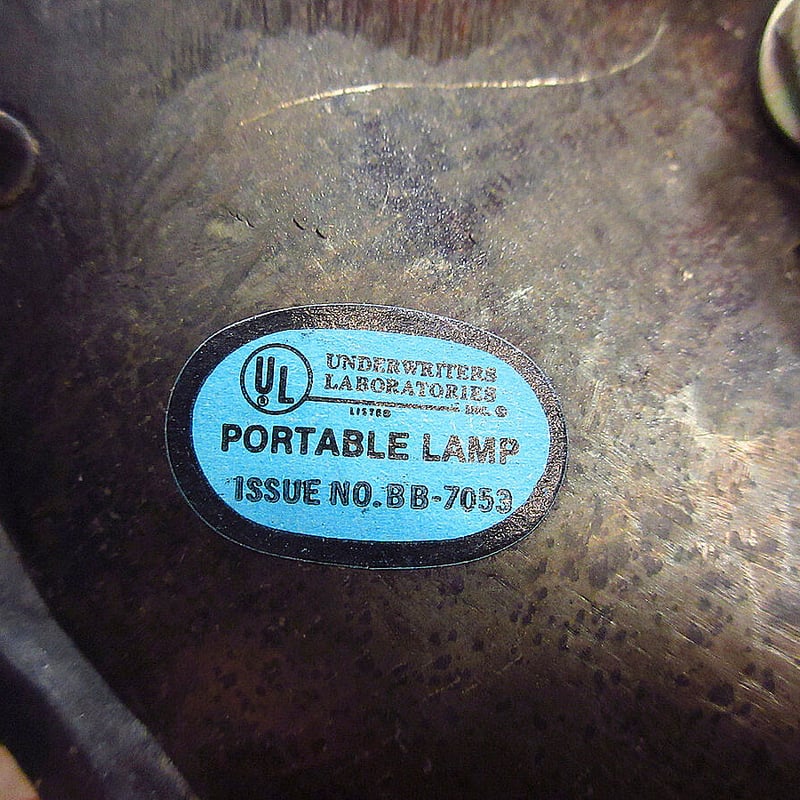 UL
®
UNDERWRITERS
LABORATORIES
LISTED INC. ®
PORTABLE LAMP
ISSUE NO. BB-7053